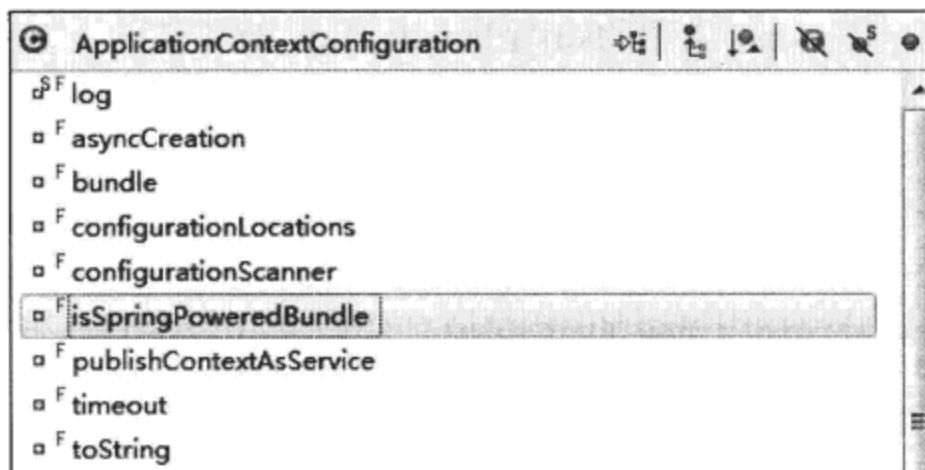 ApplicationContextConfiguration
S F log
F asyncCreation
F bundle
F configurationLocations
F configurationScanner
F isSpringPoweredBundle
F publishContextAsService
F timeout
F toString